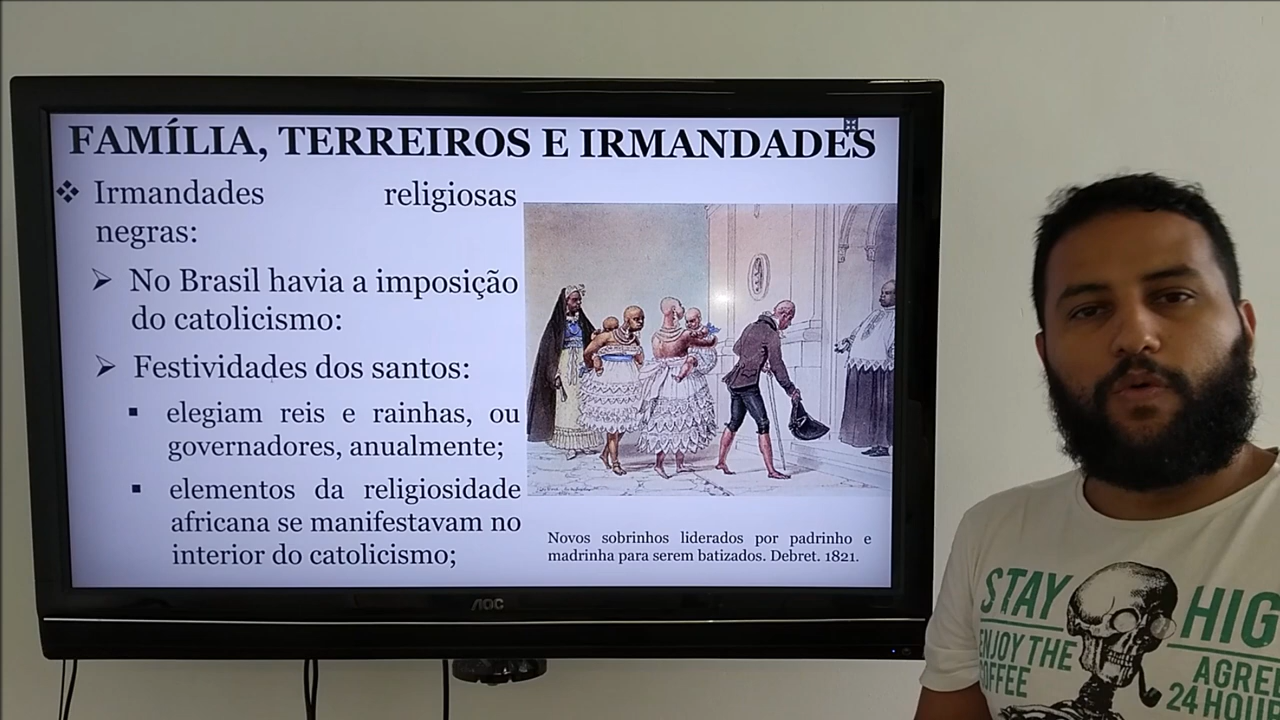 FAMÍLIA, TERREIROS E IRMANDADES
❖ Irmandades religiosas
negras:
➢ No Brasil havia a imposição
do catolicismo:
➢ Festividades dos santos:
▪ elegiam reis e rainhas, ou
governadores, anualmente;
▪ elementos da religiosidade
africana se manifestavam no
interior do catolicismo;
Novos sobrinhos liderados por padrinho e
madrinha para serem batizados. Debret. 1821.
AOC
STAY HIG
ENJOY THE
COFFEE
AGREE
24 HOUR